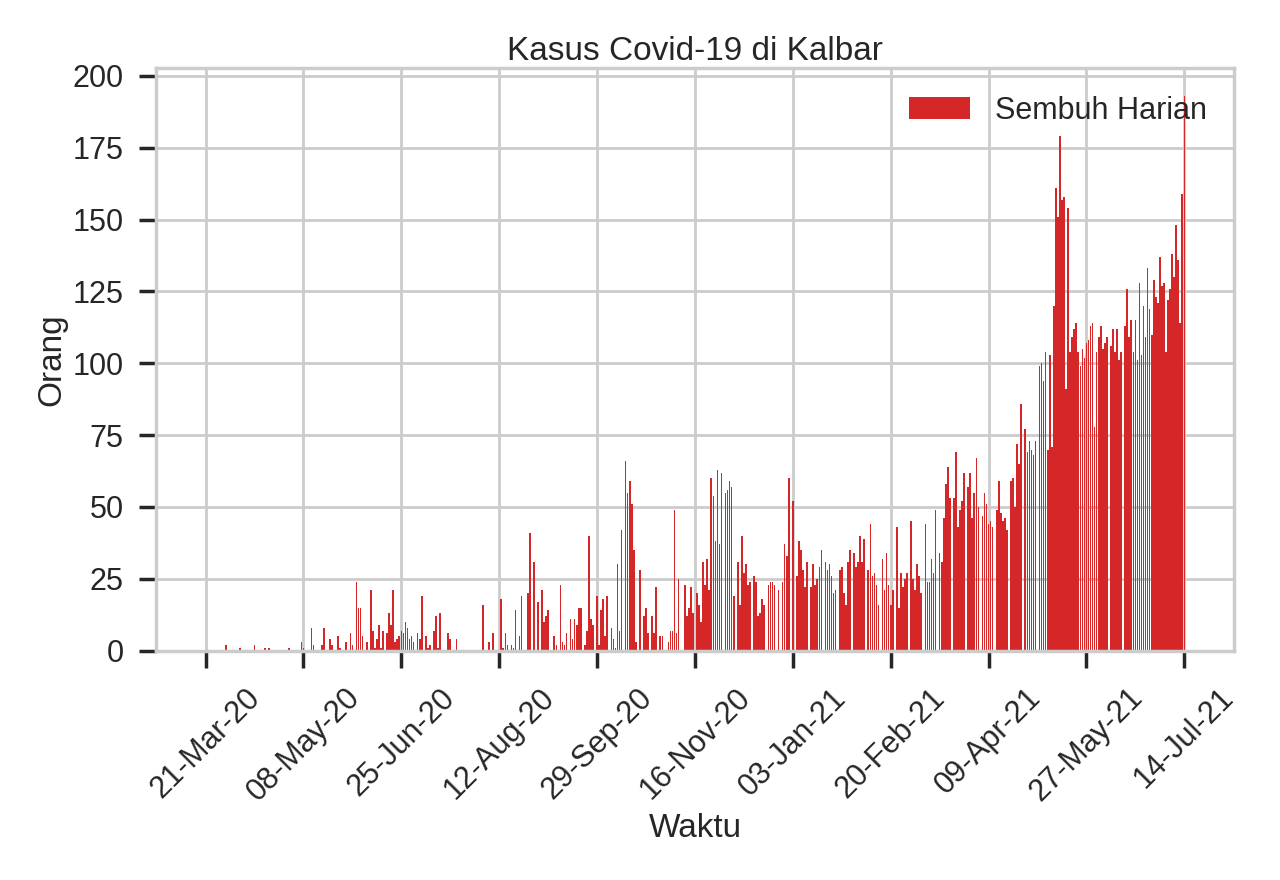 Kasus Covid-19 di Kalbar
Sembuh Harian
200
175
150
125
100
75
50
25
0
Orang
21-Mar-20
08-May-20
25-Jun-20
12-Aug-20
29-Sep-20
16-Nov-20
03-Jan-21
20-Feb-21
09-Apr-21
27-May-21
14-Jul-21
Waktu